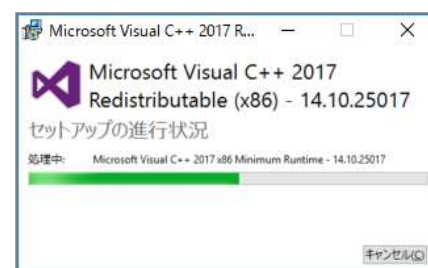 Microsoft Visual C++ 2017 R...
Microsoft Visual C++ 2017
Redistributable (x86) - 14.10.25017
セットアップの進行状況
処理中: Microsoft Visual C++ 2017 x86 Minimum Runtime - 14.10.25017
キャンセル(C)